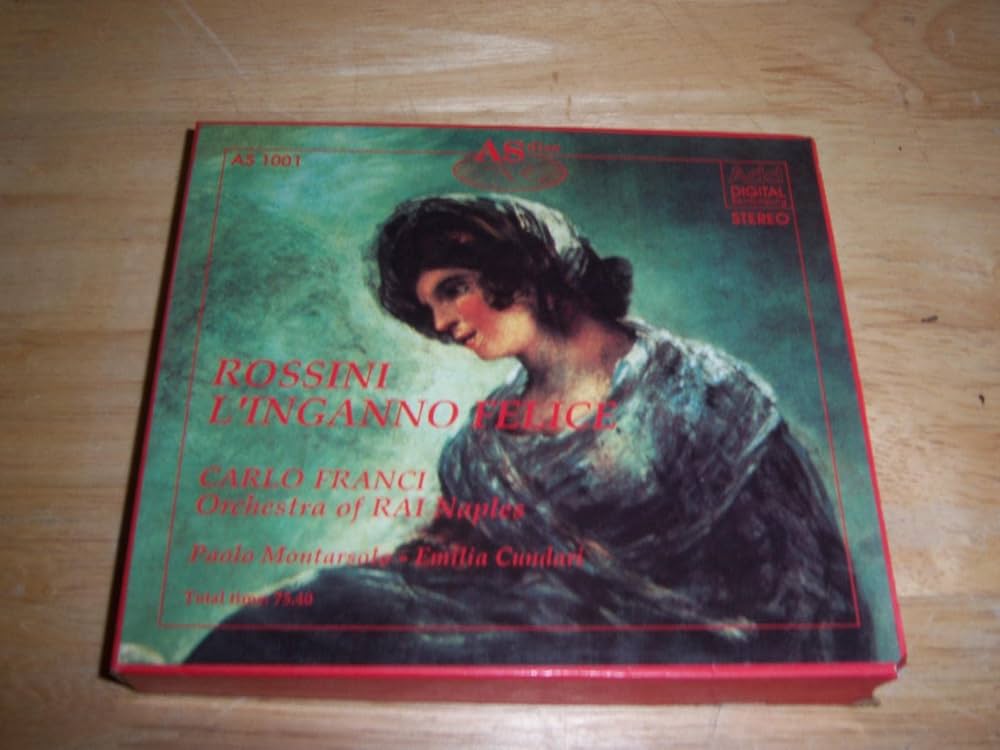 AS 1001
AS disc
DIGITAL
STEREO
ROSSINI
L'INGANNO FELICE
CARLO FRANCI
Orchestra of RAI Naples
Paolo Montarsolo - Emilia Cundari
Total time: 75.40